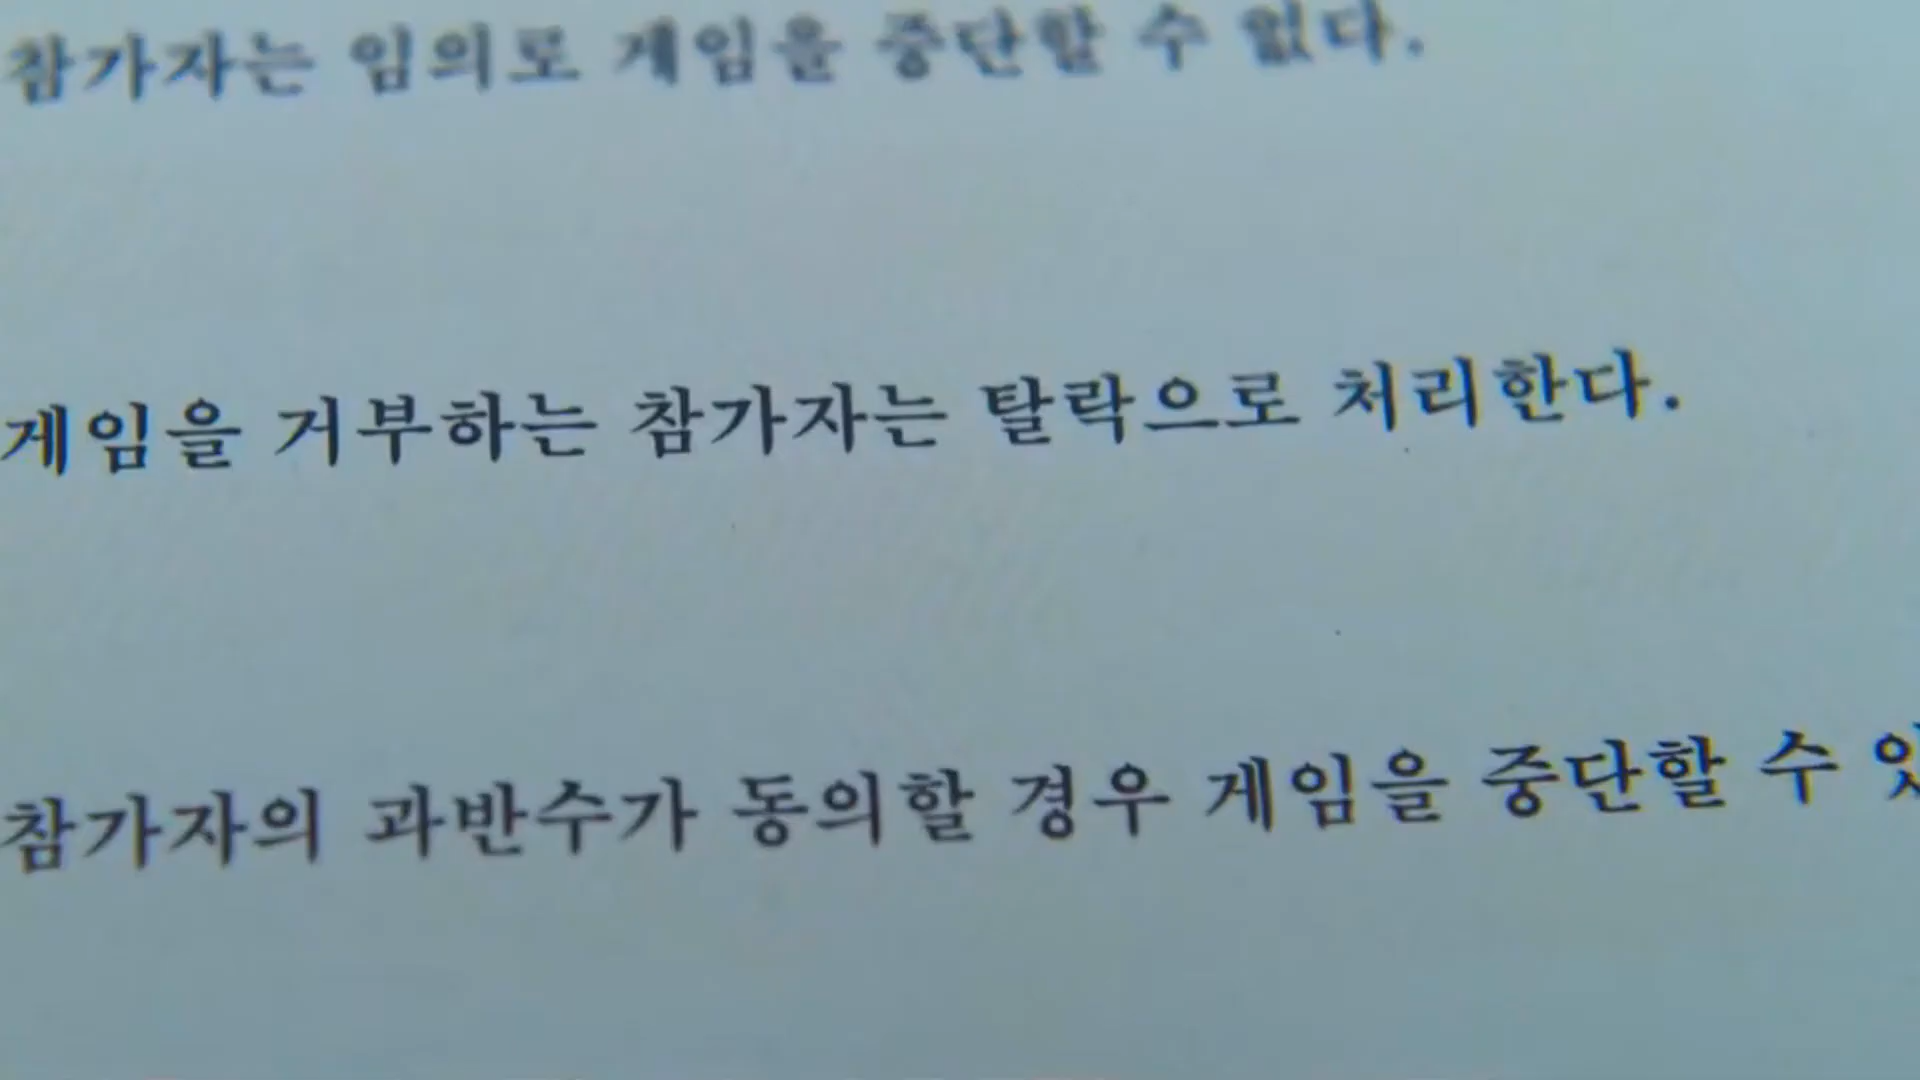 참가자는 임의로 게임을 중단할 수 없다.
게임을 거부하는 참가자는 탈락으로 처리한다.
참가자의 과반수가 동의할 경우 게임을 중단할 수